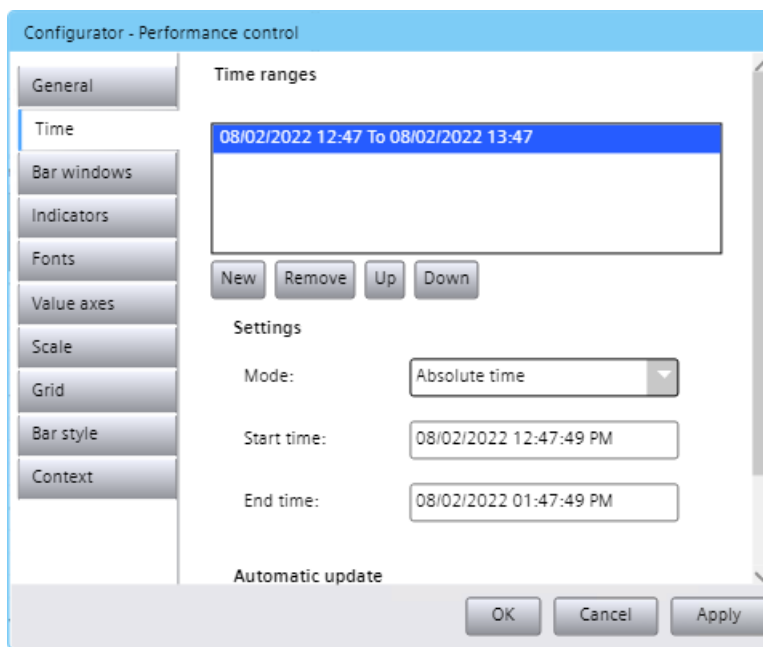 Configurator - Performance control
General
Time
Bar windows
Indicators
Fonts
Value axes
Scale
Grid
Bar style
Context
Time ranges
08/02/2022 12:47 To 08/02/2022 13:47
New Remove Up Down
Settings
Mode: Absolute time
Start time: 08/02/2022 12:47:49 PM
End time: 08/02/2022 01:47:49 PM
Automatic update
OK Cancel Apply